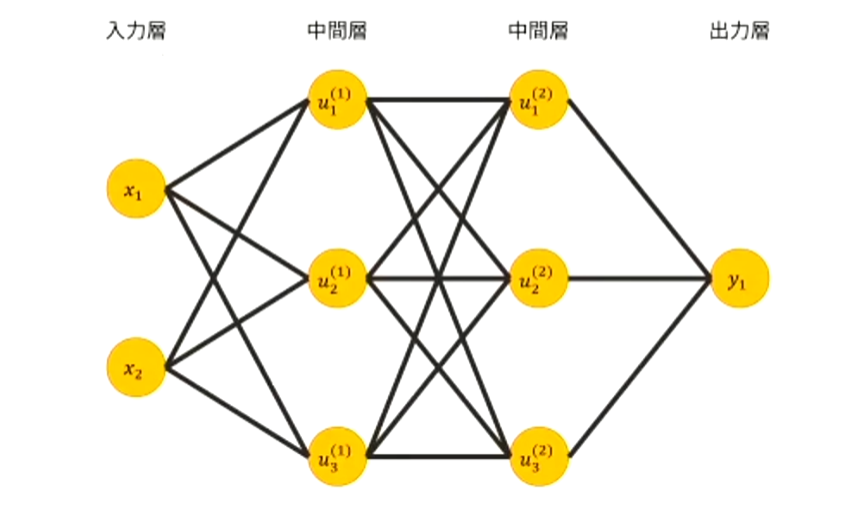 入力層 中間層 中間層 出力層
u₁⁽¹⁾ u₁⁽²⁾
x₁
u₂⁽¹⁾ u₂⁽²⁾ y₁
x₂
u₃⁽¹⁾ u₃⁽²⁾